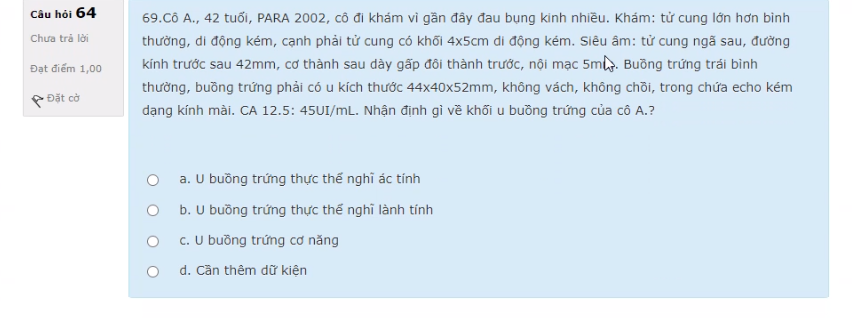 Câu hỏi 64
Chưa trả lời
Đạt điểm 1,00
Đặt cờ
69.Cô A., 42 tuổi, PARA 2002, cô đi khám vì gần đây đau bụng kinh nhiều. Khám: tử cung lớn hơn bình
thường, di động kém, cạnh phải tử cung có khối 4x5cm di động kém. Siêu âm: tử cung ngã sau, đường
kính trước sau 42mm, cơ thành sau dày gấp đôi thành trước, nội mạc 5mm. Buồng trứng trái bình
thường, buồng trứng phải có u kích thước 44x40x52mm, không vách, không chồi, trong chứa echo kém
dạng kính mài. CA 12.5: 45UI/mL. Nhận định gì về khối u buồng trứng của cô A.?
a. U buồng trứng thực thể nghĩ ác tính
b. U buồng trứng thực thể nghĩ lành tính
c. U buồng trứng cơ năng
d. Cần thêm dữ kiện